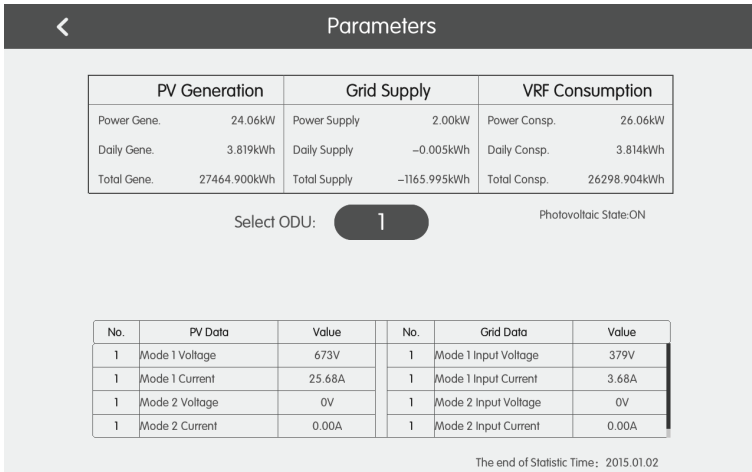 Parameters
PV Generation Grid Supply VRF Consumption
Power Gene. 24.06kW Power Supply 2.00kW Power Consp. 26.06kW
Daily Gene. 3.819kWh Daily Supply –0.005kWh Daily Consp. 3.814kWh
Total Gene. 27464.900kWh Total Supply –1165.995kWh Total Consp. 26298.904kWh
Select ODU: 1 Photovoltaic State:ON
No. PV Data Value No. Grid Data Value
1 Mode 1 Voltage 673V 1 Mode 1 Input Voltage 379V
1 Mode 1 Current 25.68A 1 Mode 1 Input Current 3.68A
1 Mode 2 Voltage 0V 1 Mode 2 Input Voltage 0V
1 Mode 2 Current 0.00A 1 Mode 2 Input Current 0.00A
The end of Statistic Time： 2015.01.02